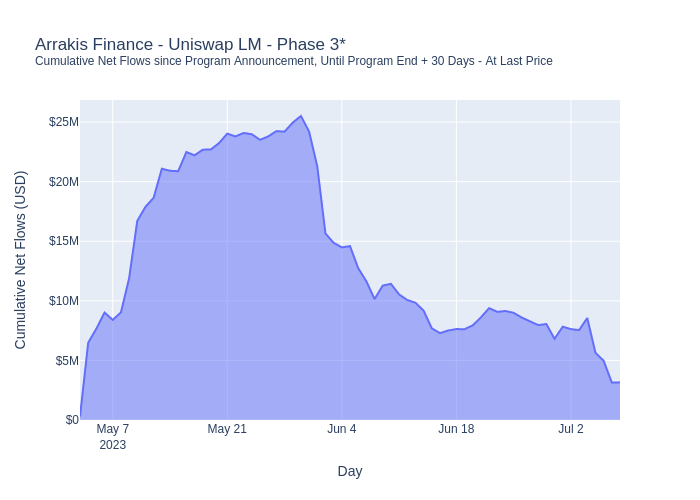 Arrakis Finance - Uniswap LM - Phase 3*
Cumulative Net Flows since Program Announcement, Until Program End + 30 Days - At Last Price
Cumulative Net Flows (USD)
$25M
$20M
$15M
$10M
$5M
$0
May 7
2023
May 21
Jun 4
Jun 18
Jul 2
Day